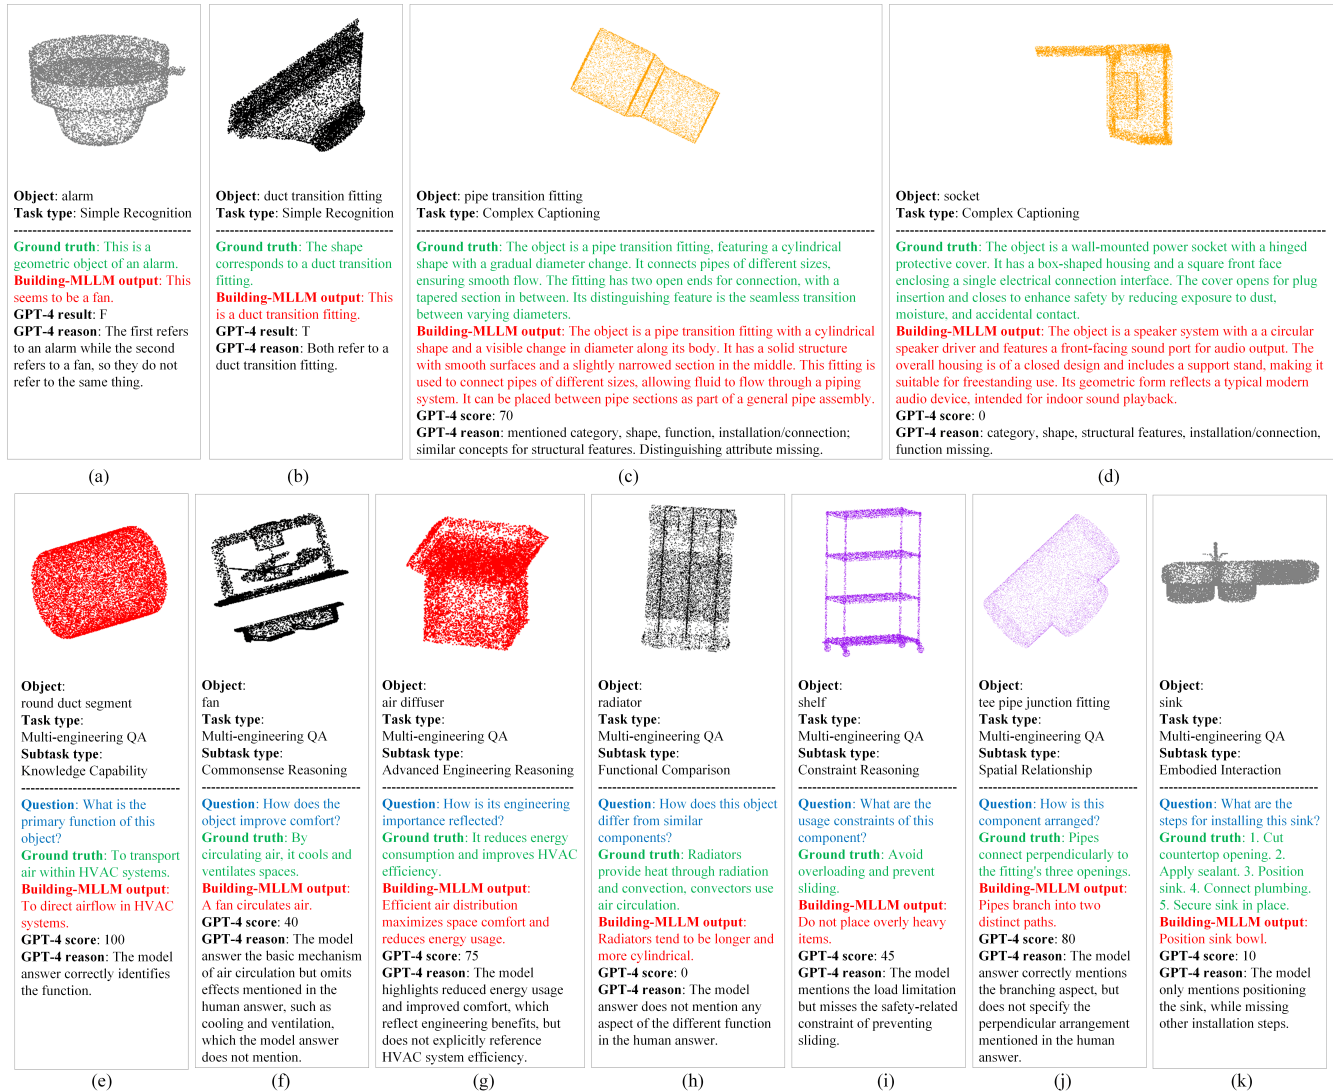 Object: alarm
Task type: Simple Recognition
Ground truth: This is a
geometric object of an alarm.
Building-MLLM output: This
seems to be a fan.
GPT-4 result: F
GPT-4 reason: The first refers
to an alarm while the second
refers to a fan, so they do not
refer to the same thing.
(a)
Object: duct transition fitting
Task type: Simple Recognition
Ground truth: The shape
corresponds to a duct transition
fitting.
Building-MLLM output: This
is a duct transition fitting.
GPT-4 result: T
GPT-4 reason: Both refer to a
duct transition fitting.
(b)
Object: pipe transition fitting
Task type: Complex Captioning
Ground truth: The object is a pipe transition fitting, featuring a cylindrical
shape with a gradual diameter change. It connects pipes of different sizes,
ensuring smooth flow. The fitting has two open ends for connection, with
a tapered section in between. Its distinguishing feature is the seamless transition
between varying diameters.
Building-MLLM output: The object is a pipe transition fitting with a cylindrical
shape and a visible change in diameter along its body. It has a solid structure
with smooth surfaces and a slightly narrowed section in the middle. This fitting is
used to connect pipes of different sizes, allowing fluid to flow through a piping
system. It can be placed between pipe sections as part of a general pipe assembly.
GPT-4 score: 70
GPT-4 reason: mentioned category, shape, function, installation/connection;
similar concepts for structural features. Distinguishing attribute missing.
(c)
Object: socket
Task type: Complex Captioning
Ground truth: The object is a wall-mounted power socket with a hinged
protective cover. It has a box-shaped housing and a square front face
enclosing a single electrical connection interface. The cover opens for plug
insertion and closes to enhance safety by reducing exposure to dust,
moisture, and accidental contact.
Building-MLLM output: The object is a speaker system with a a circular
speaker driver and features a front-facing sound port for audio output. The
overall housing is of a closed design and includes a support stand, making it
suitable for freestanding use. Its geometric form reflects a typical modern
audio device, intended for indoor sound playback.
GPT-4 score: 0
GPT-4 reason: category, shape, structural features, installation/connection,
function missing.
(d)
Object:
round duct segment
Task type:
Multi-engineering QA
Subtask type:
Knowledge Capability
Question: What is the
primary function of this
object?
Ground truth: To transport
air within HVAC systems.
Building-MLLM output:
To direct airflow in HVAC
systems.
GPT-4 score: 100
GPT-4 reason: The model
answer correctly identifies
the function.
(e)
Object:
fan
Task type:
Multi-engineering QA
Subtask type:
Commonsense Reasoning
Question: How does the
object improve comfort?
Ground truth: By
circulating air, it cools and
ventilates spaces.
Building-MLLM output:
A fan circulates air.
GPT-4 score: 40
GPT-4 reason: The model
answer the basic mechanism
of air circulation but omits
effects mentioned in the
human answer, such as
cooling and ventilation,
which the model answer
does not mention.
(f)
Object:
air diffuser
Task type:
Multi-engineering QA
Subtask type:
Advanced Engineering Reasoning
Question: How is its engineering
importance reflected?
Ground truth: It reduces energy
consumption and improves HVAC
efficiency.
Building-MLLM output:
Efficient air distribution
maximizes space comfort and
reduces energy usage.
GPT-4 score: 75
GPT-4 reason: The model
highlights reduced energy usage
and improved comfort, which
reflect engineering benefits, but
does not explicitly reference
HVAC system efficiency.
(g)
Object:
radiator
Task type:
Multi-engineering QA
Subtask type:
Functional Comparison
Question: How does this object
differ from similar
components?
Ground truth: Radiators
provide heat through radiation
and convection, convectors use
air circulation.
Building-MLLM output:
Radiators tend to be longer and
more cylindrical.
GPT-4 score: 0
GPT-4 reason: The model
answer does not mention any
aspect of the different function
in the human answer.
(h)
Object:
shelf
Task type:
Multi-engineering QA
Subtask type:
Constraint Reasoning
Question: What are the
usage constraints of this
component?
Ground truth: Avoid
overloading and prevent
sliding.
Building-MLLM output:
Do not place overly heavy
items.
GPT-4 score: 45
GPT-4 reason: The model
mentions the load limitation
but misses the safety-related
constraint of preventing
sliding.
(i)
Object:
tee pipe junction fitting
Task type:
Multi-engineering QA
Subtask type:
Spatial Relationship
Question: How is this
component arranged?
Ground truth: Pipes
connect perpendicularly to
the fitting's three openings.
Building-MLLM output:
Pipes branch into two
distinct paths.
GPT-4 score: 80
GPT-4 reason: The model
answer correctly mentions
the branching aspect, but
does not specify the
perpendicular arrangement
mentioned in the human
answer.
(j)
Object:
sink
Task type:
Multi-engineering QA
Subtask type:
Embodied Interaction
Question: What are the
steps for installing this sink?
Ground truth: 1. Cut
countertop opening. 2.
Apply sealant. 3. Position
sink. 4. Connect plumbing.
5. Secure sink in place.
Building-MLLM output:
Position sink bowl.
GPT-4 score: 10
GPT-4 reason: The model
only mentions positioning
the sink, while missing
other installation steps.
(k)